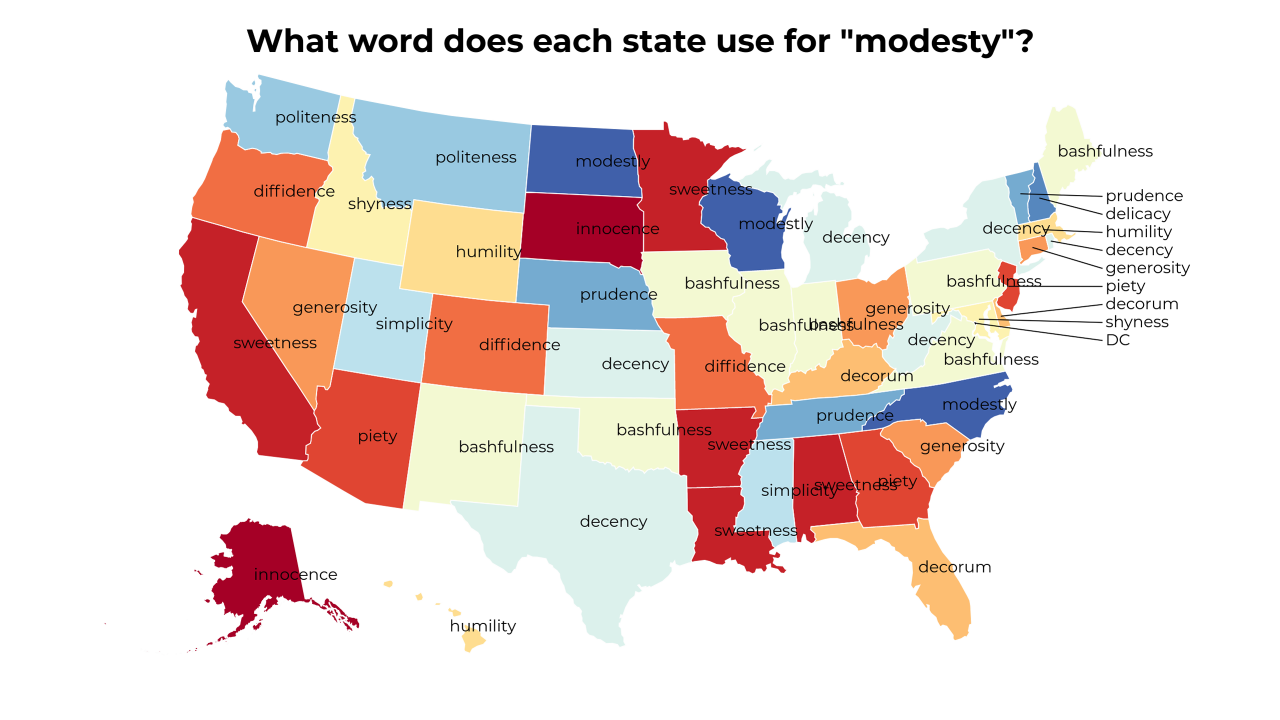 What word does each state use for "modesty"?
politeness
politeness
modestly
sweetness
bashfulness
diffidence
shyness
innocence
modestly
decency
decency
prudence
delicacy
humility
decency
generosity
piety
decorum
shyness
DC
humility
prudence
bashfulness
bashfulness
generosity
generosity
simplicity
sweetness
diffidence
decency
diffidence
bashfulness
bashfulness
decency
bashfulness
decorum
modestly
prudence
piety
bashfulness
bashfulness
sweetness
generosity
simplicity
sweetness
piety
decency
sweetness
decorum
innocence
humility